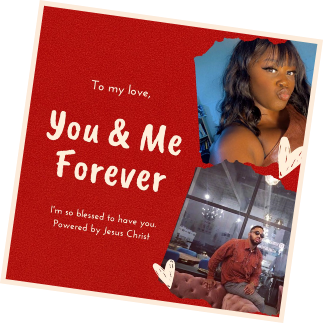 To my love,
You & Me
Forever
I'm so blessed to have you.
Powered by Jesus Christ